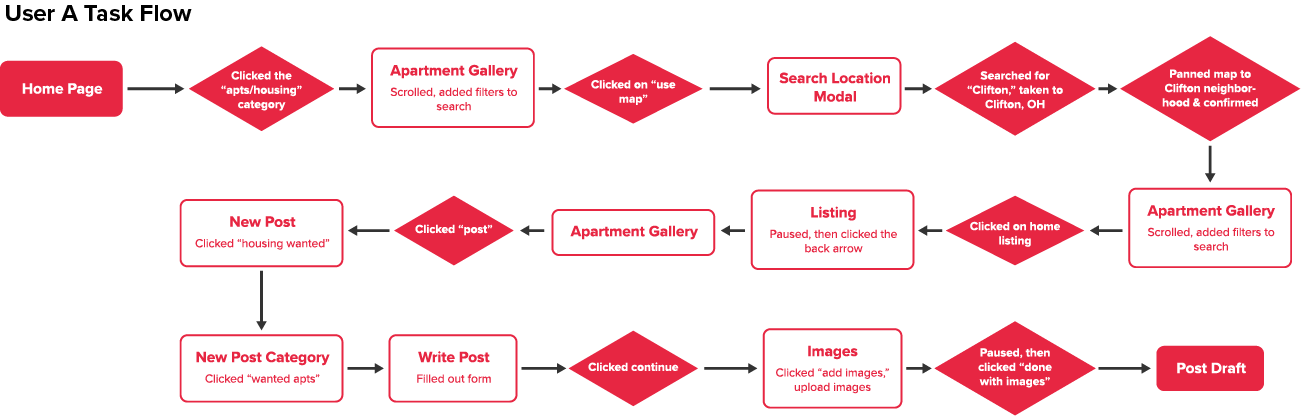 User A Task Flow
Home Page
Clicked the
“apts/housing”
category
Apartment Gallery
Scrolled, added filters to
search
Clicked on “use
map”
Search Location
Modal
Searched for
“Clifton,” taken to
Clifton, OH
Panned map to
Clifton neighbor-
hood & confirmed
Apartment Gallery
Scrolled, added filters to
search
Clicked on home
listing
Listing
Paused, then clicked the
back arrow
Apartment Gallery
Clicked “post”
New Post
Clicked “housing wanted”
New Post Category
Clicked “wanted apts”
Write Post
Filled out form
Clicked continue
Images
Clicked “add images,”
upload images
Paused, then
clicked “done
with images”
Post Draft